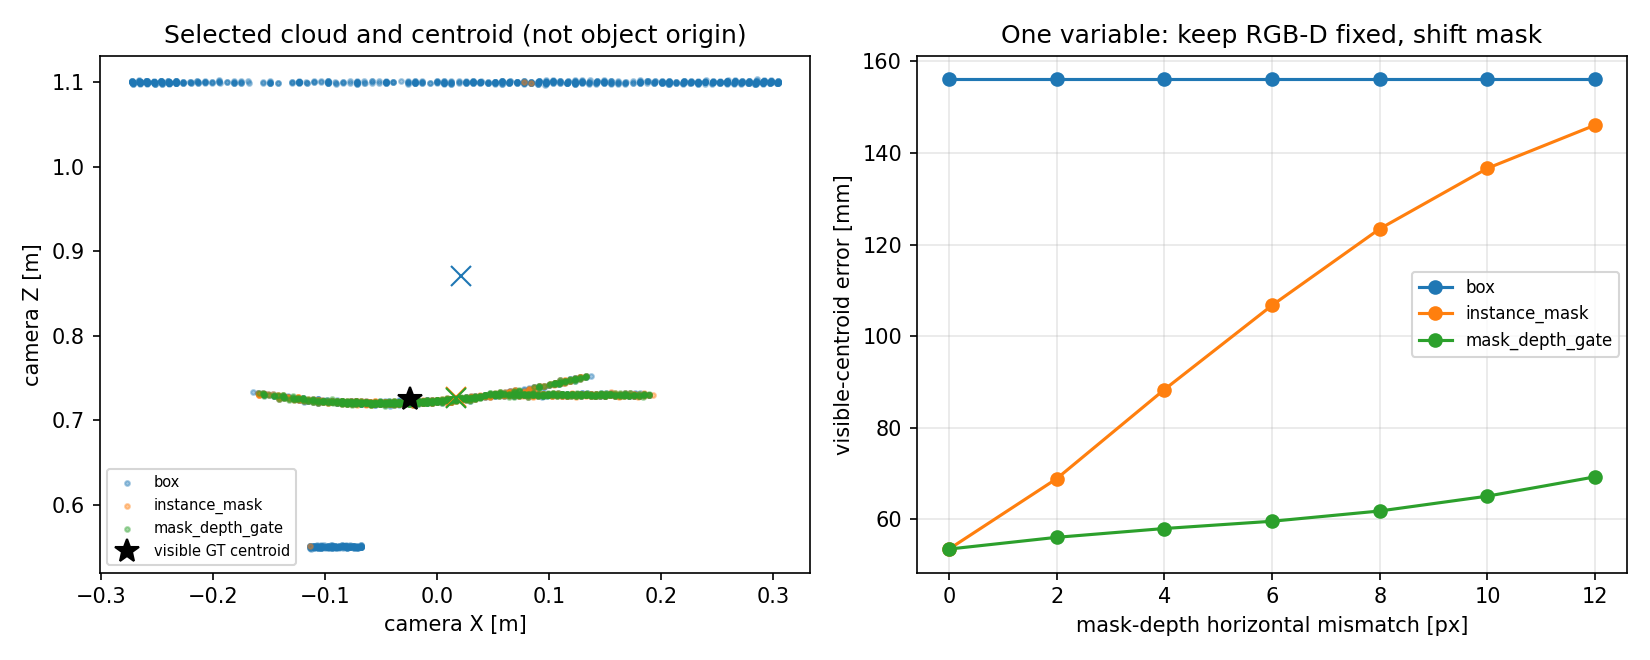 Selected cloud and centroid (not object origin)
camera Z [m]
1.1
1.0
0.9
0.8
0.7
0.6
box
instance_mask
mask_depth_gate
visible GT centroid
−0.3
−0.2
−0.1
0.0
0.1
0.2
0.3
camera X [m]
One variable: keep RGB-D fixed, shift mask
visible-centroid error [mm]
160
140
120
100
80
60
box
instance_mask
mask_depth_gate
0
2
4
6
8
10
12
mask-depth horizontal mismatch [px]